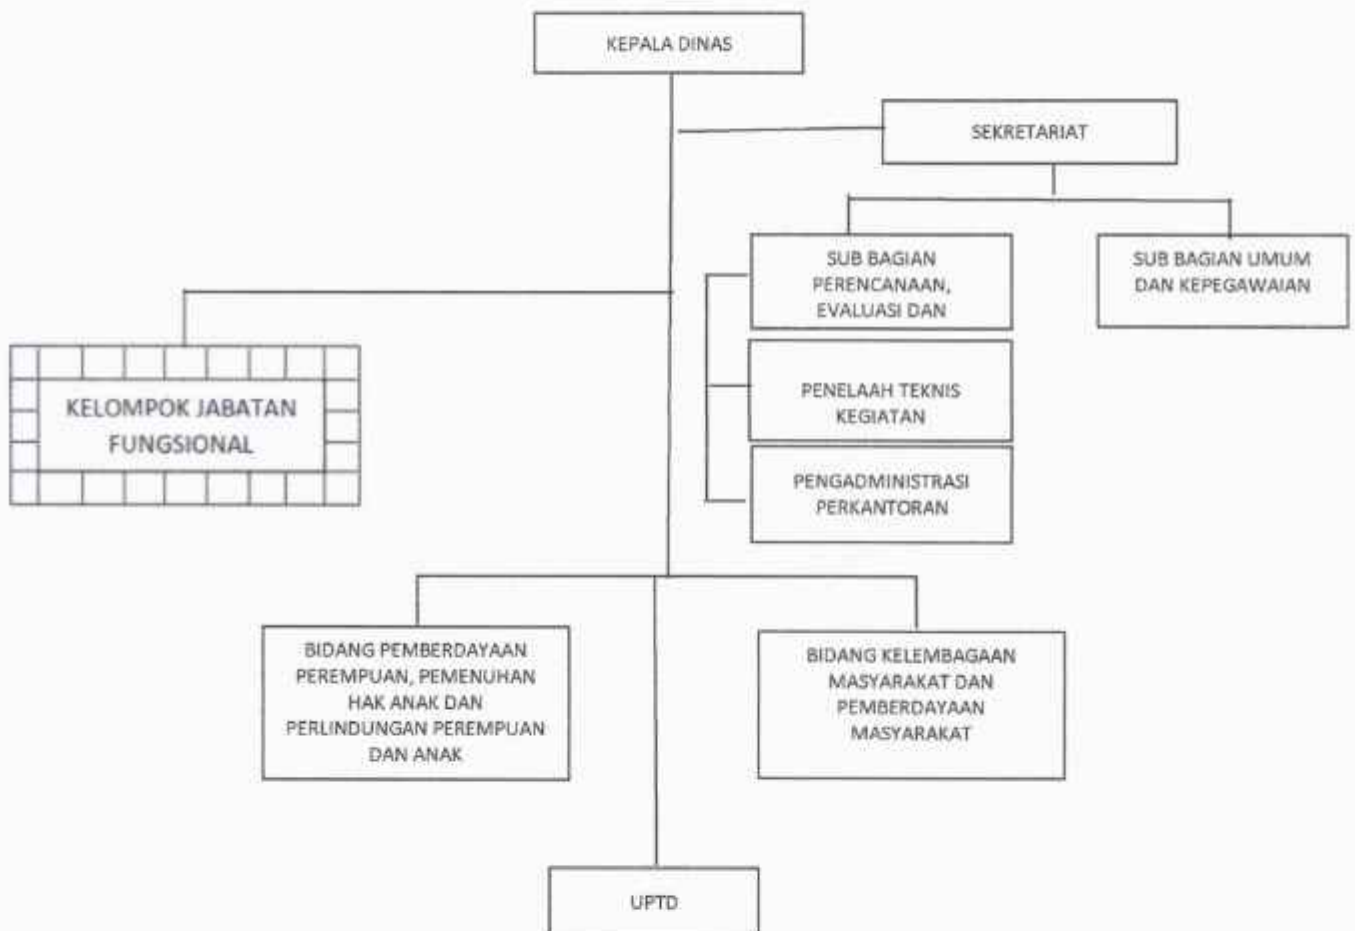 KEPALA DINAS
SEKRETARIAT
SUB BAGIAN
PERENCANAAN,
EVALUASI DAN
SUB BAGIAN UMUM
DAN KEPEGAWAIAN
KELOMPOK JABATAN
FUNGSIONAL
PENELAAH TEKNIS
KEGIATAN
PENGADMINISTRASI
PERKANTORAN
BIDANG PEMBERDAYAAN
PEREMPUAN, PEMENUHAN
HAK ANAK DAN
PERLINDUNGAN PEREMPUAN
DAN ANAK
BIDANG KELEMBAGAAN
MASYARAKAT DAN
PEMBERDAYAAN
MASYARAKAT
UPTD